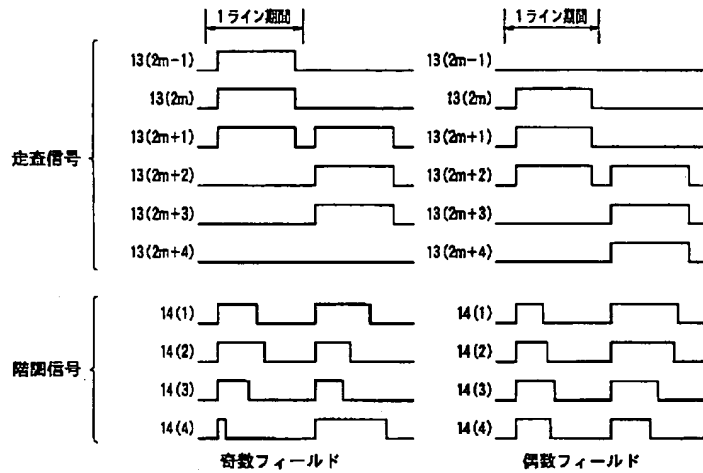 1ライン期間
1ライン期間
走査信号
13(2m−1)
13(2m)
13(2m+1)
13(2m+2)
13(2m+3)
13(2m+4)
13(2m−1)
13(2m)
13(2m+1)
13(2m+2)
13(2m+3)
13(2m+4)
階調信号
14(1)
14(2)
14(3)
14(4)
14(1)
14(2)
14(3)
14(4)
奇数フィールド
偶数フィールド